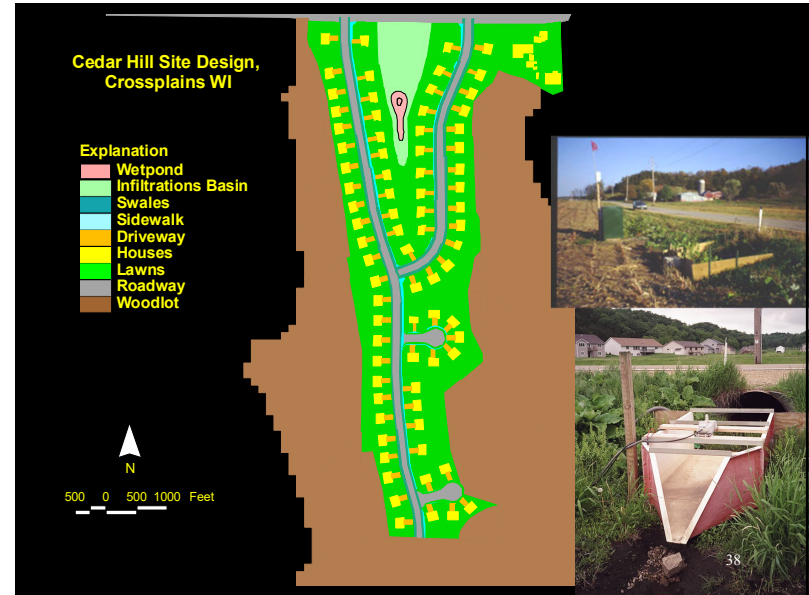 Cedar Hill Site Design,
Crossplains WI
Explanation
Wetpond
Infiltrations Basin
Swales
Sidewalk
Driveway
Houses
Lawns
Roadway
Woodlot
N
500 0 500 1000 Feet
38